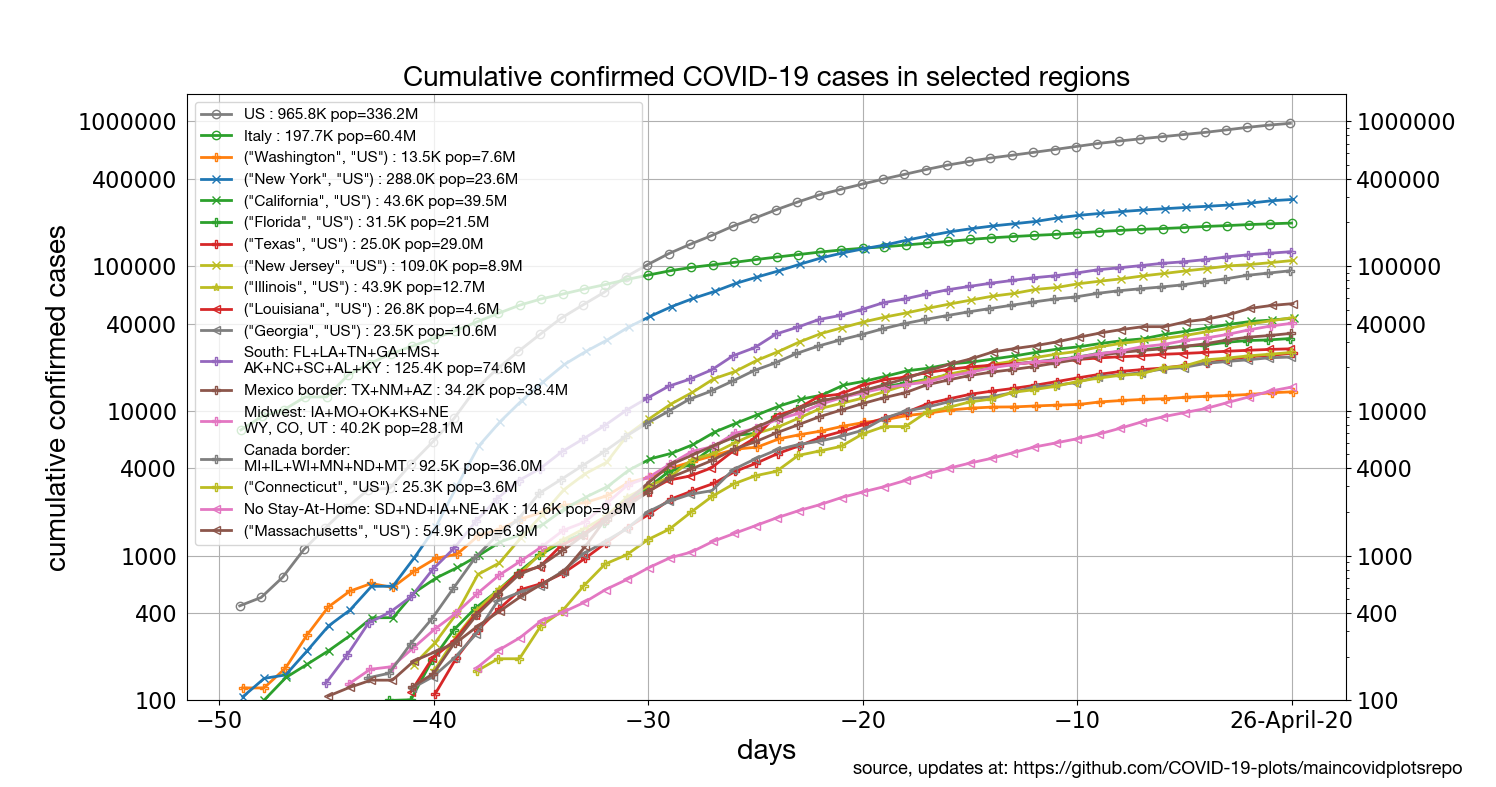 Cumulative confirmed COVID-19 cases in selected regions
US : 965.8K pop=336.2M
Italy : 197.7K pop=60.4M
("Washington", "US") : 13.5K pop=7.6M
("New York", "US") : 288.0K pop=23.6M
("California", "US") : 43.6K pop=39.5M
("Florida", "US") : 31.5K pop=21.5M
("Texas", "US") : 25.0K pop=29.0M
("New Jersey", "US") : 109.0K pop=8.9M
("Illinois", "US") : 43.9K pop=12.7M
("Louisiana", "US") : 26.8K pop=4.6M
("Georgia", "US") : 23.5K pop=10.6M
South: FL+LA+TN+GA+MS+
AK+NC+SC+AL+KY : 125.4K pop=74.6M
Mexico border: TX+NM+AZ : 34.2K pop=38.4M
Midwest: IA+MO+OK+KS+NE
WY, CO, UT : 40.2K pop=28.1M
Canada border:
MI+IL+WI+MN+ND+MT : 92.5K pop=36.0M
("Connecticut", "US") : 25.3K pop=3.6M
No Stay-At-Home: SD+ND+IA+NE+AK : 14.6K pop=9.8M
("Massachusetts", "US") : 54.9K pop=6.9M
cumulative confirmed cases
1000000
400000
100000
40000
10000
4000
1000
400
100
1000000
400000
100000
400000
10000
4000
1000
400
100
−50
−40
−30
−20
−10
26-April-20
days
source, updates at: https://github.com/COVID-19-plots/maincovidplotsrepo